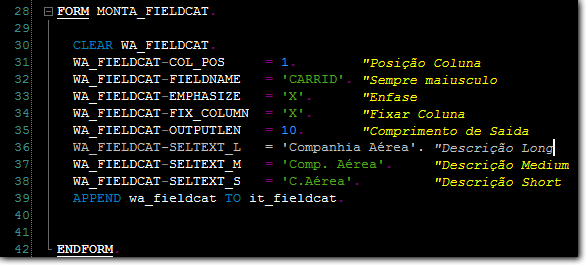 28 FORM MONTA_FIELDCAT.
29
30 CLEAR WA_FIELDCAT.
31 WA_FIELDCAT-COL_POS = 1. "Posição Coluna
32 WA_FIELDCAT-FIELDNAME = 'CARRID'. "Sempre maiusculo
33 WA_FIELDCAT-EMPHASIZE = 'X'. "Enfase
34 WA_FIELDCAT-FIX_COLUMN = 'X'. "Fixar Coluna
35 WA_FIELDCAT-OUTPUTLEN = 10. "Comprimento de Saida
36 WA_FIELDCAT-SELTEXT_L = 'Companhia Aérea'. "Descrição Long
37 WA_FIELDCAT-SELTEXT_M = 'Comp. Aérea'. "Descrição Medium
38 WA_FIELDCAT-SELTEXT_S = 'C.Aérea'. "Descrição Short
39 APPEND wa_fieldcat TO it_fieldcat.
40
41
42 ENDFORM.